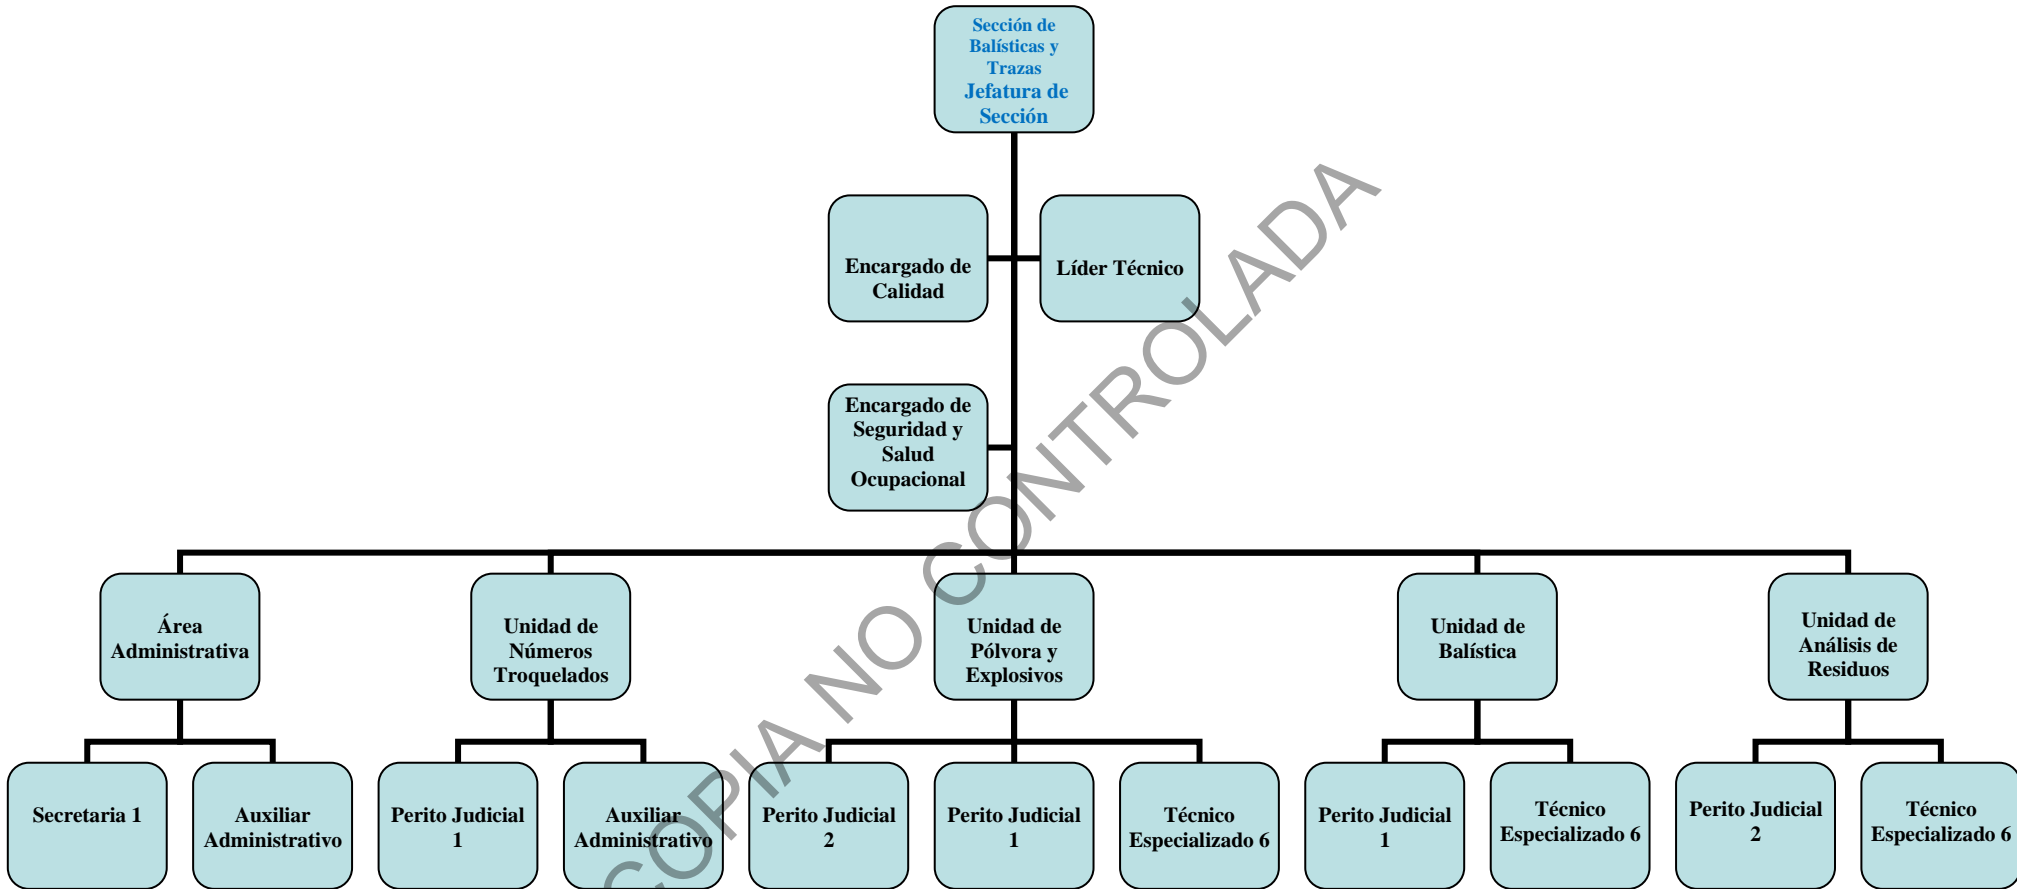 Sección de
Balísticas y
Trazas
Jefatura de
Sección
Encargado de
Calidad
Líder Técnico
Encargado de
Seguridad y
Salud
Ocupacional
Área
Administrativa
Unidad de
Números
Troquelados
Unidad de
Pólvora y
Explosivos
Unidad de
Balística
Unidad de
Análisis de
Residuos
Secretaria 1
Auxiliar
Administrativo
Perito Judicial
1
Auxiliar
Administrativo
Perito Judicial
2
Perito Judicial
1
Técnico
Especializado 6
Perito Judicial
1
Técnico
Especializado 6
Perito Judicial
2
Técnico
Especializado 6
COPIA NO CONTROLADA